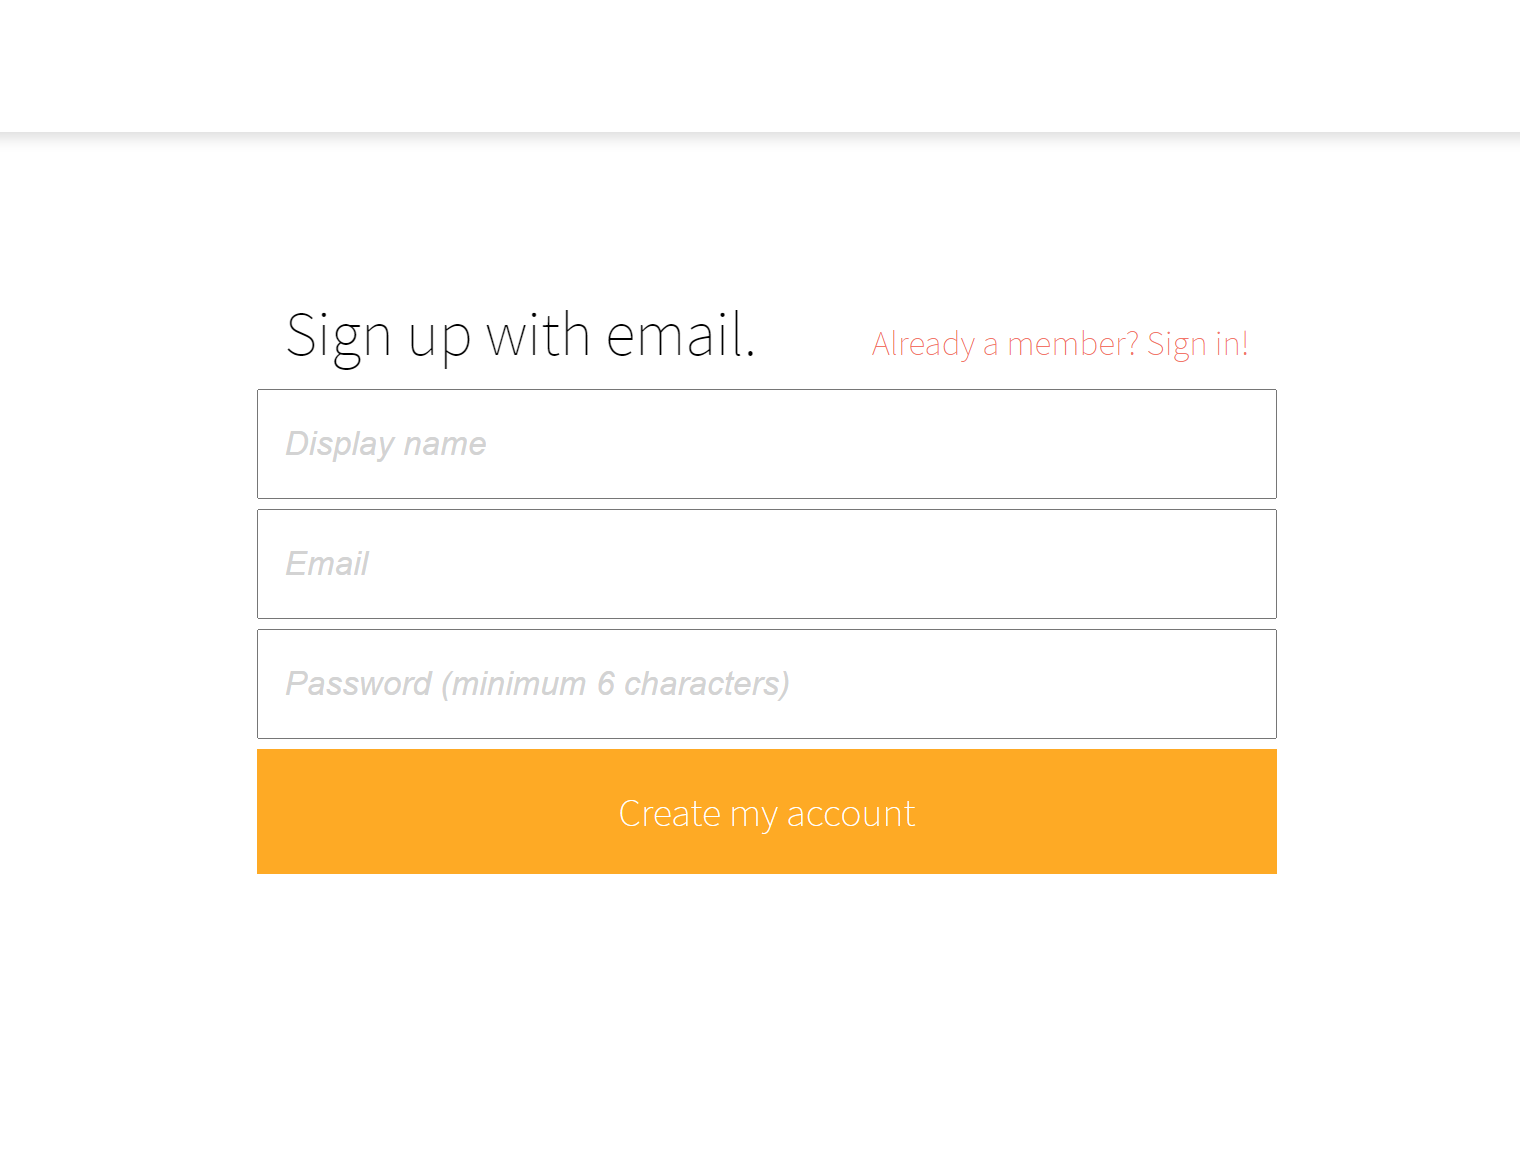 Sign up with email.
Already a member? Sign in!
Display name
Email
Password (minimum 6 characters)
Create my account